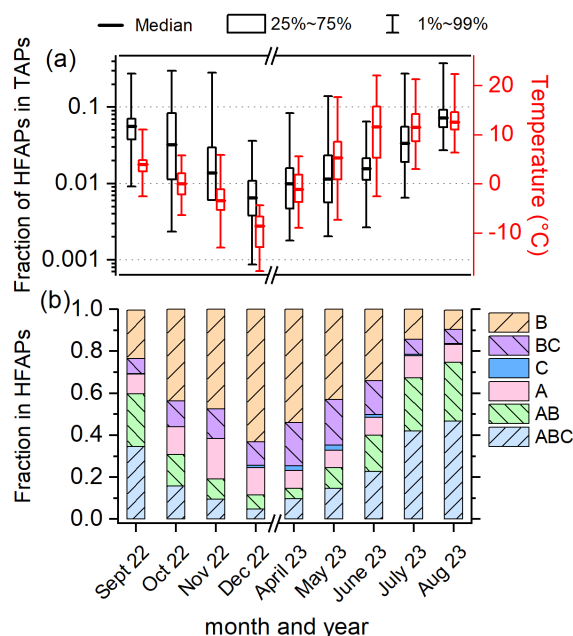 Median 25%~75% 1%~99%
(a)
Fraction of HFAPs in TAPs
0.1
0.01
0.001
20
10
0
-10
Temperature (°C)
(b)
Fraction in HFAPs
1.0
0.8
0.6
0.4
0.2
0.0
B
BC
C
A
AB
ABC
Sept 22
Oct 22
Nov 22
Dec 22
April 23
May 23
June 23
July 23
Aug 23
month and year